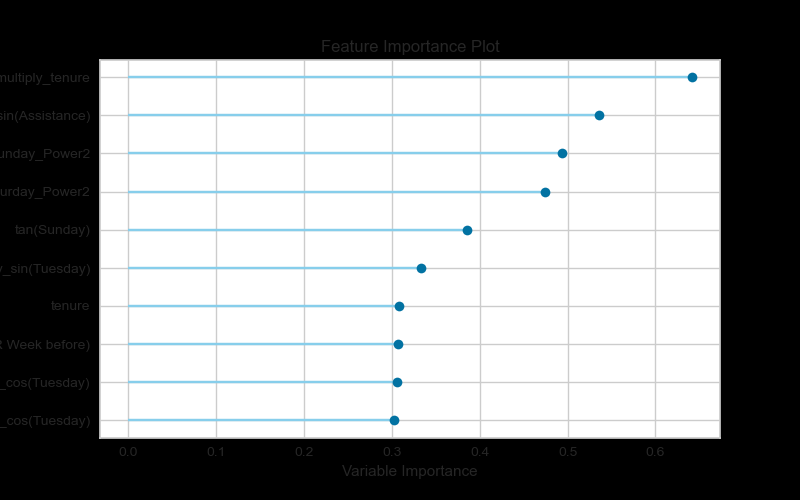 Feature Importance Plot
multiply_tenure
sin(Assistance)
unday_Power2
urday_Power2
tan(Sunday)
_sin(Tuesday)
tenure
Week before)
_cos(Tuesday)
_cos(Tuesday)
0.0 0.1 0.2 0.3 0.4 0.5 0.6
Variable Importance